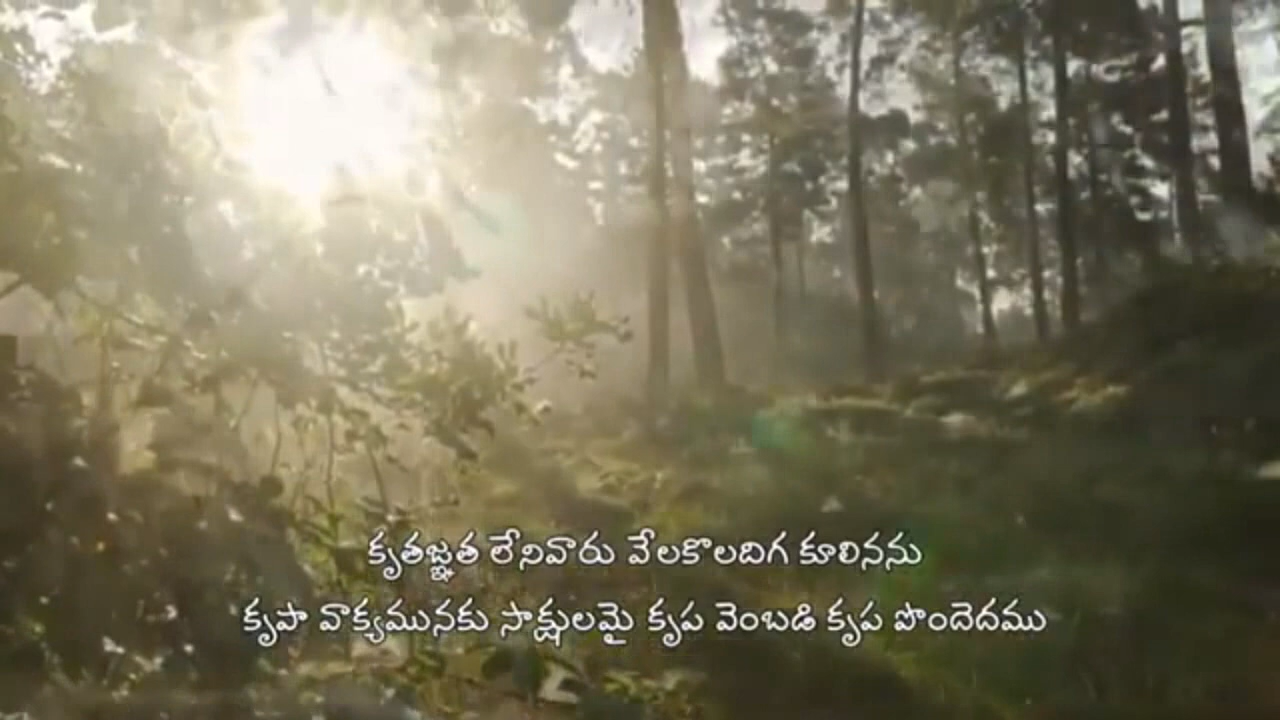 కృతజ్ఞత లేనివారు వేలకొలదిగ కూలినను
కృపా వాక్యమునకు సాక్షులమై కృప వెంబడి కృప పొందెదము